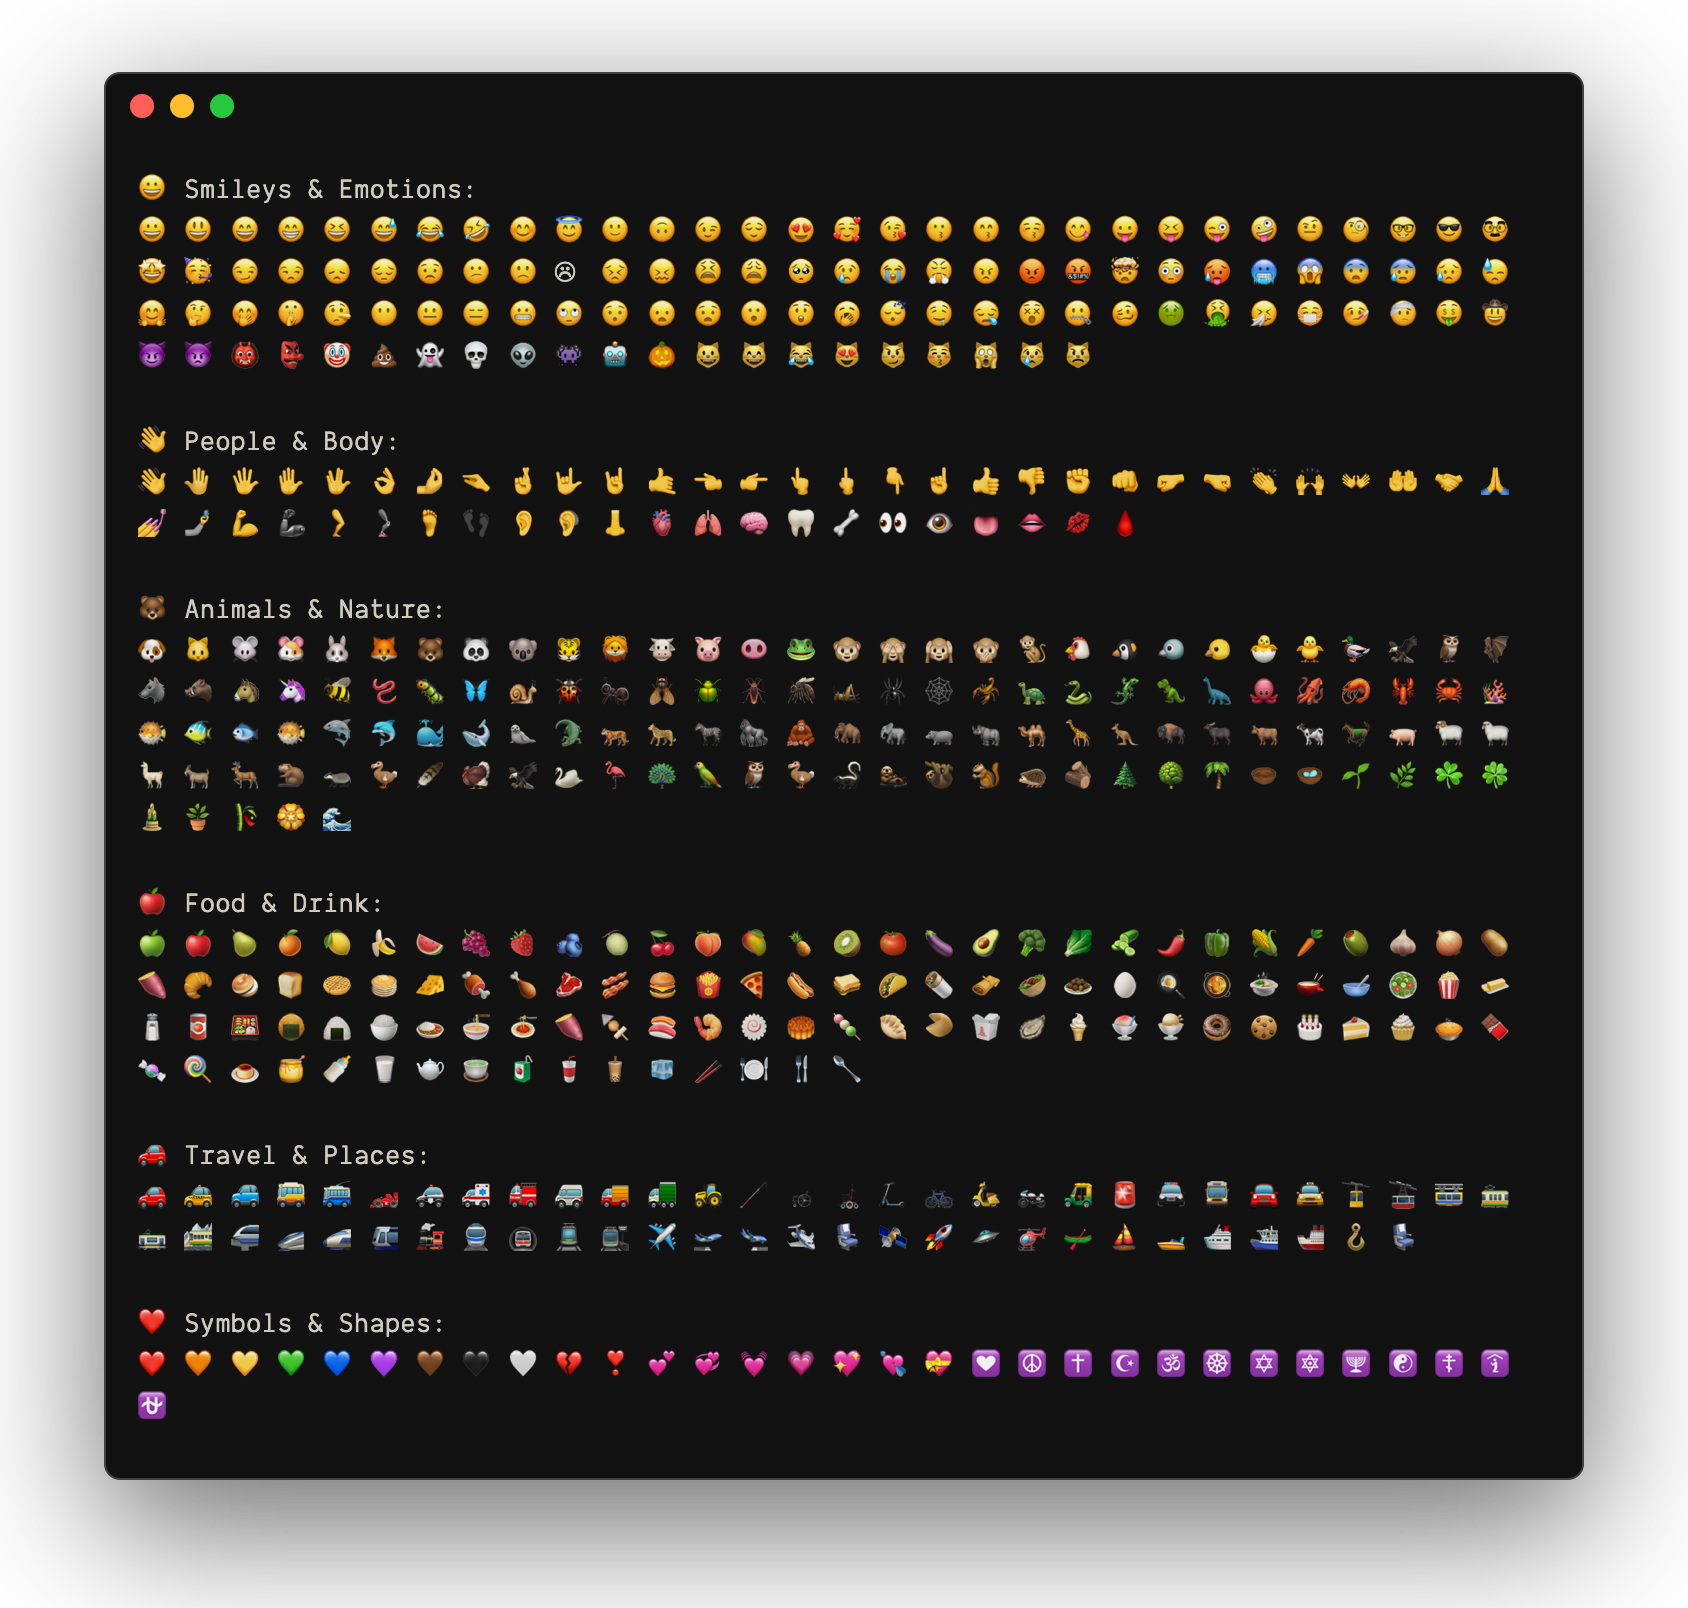 😀 Smileys & Emotions:
👋 People & Body:
🐻 Animals & Nature:
🍎 Food & Drink:
🚗 Travel & Places:
❤️ Symbols & Shapes: